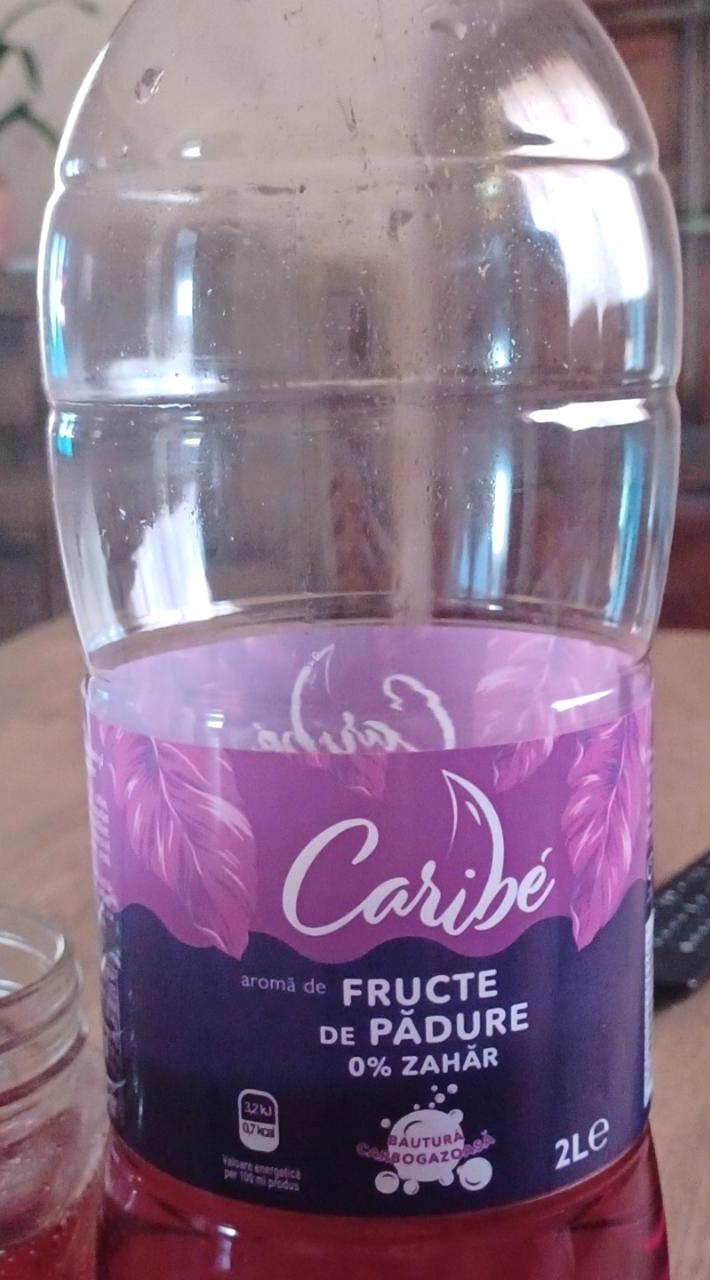 Caribé
aromă de FRUCTE
DE PĂDURE
0% ZAHĂR
3,2 kJ
0,7 kcal
Valoare energetică
per 100 ml produs
BĂUTURĂ
CARBOGAZOASĂ
2L e